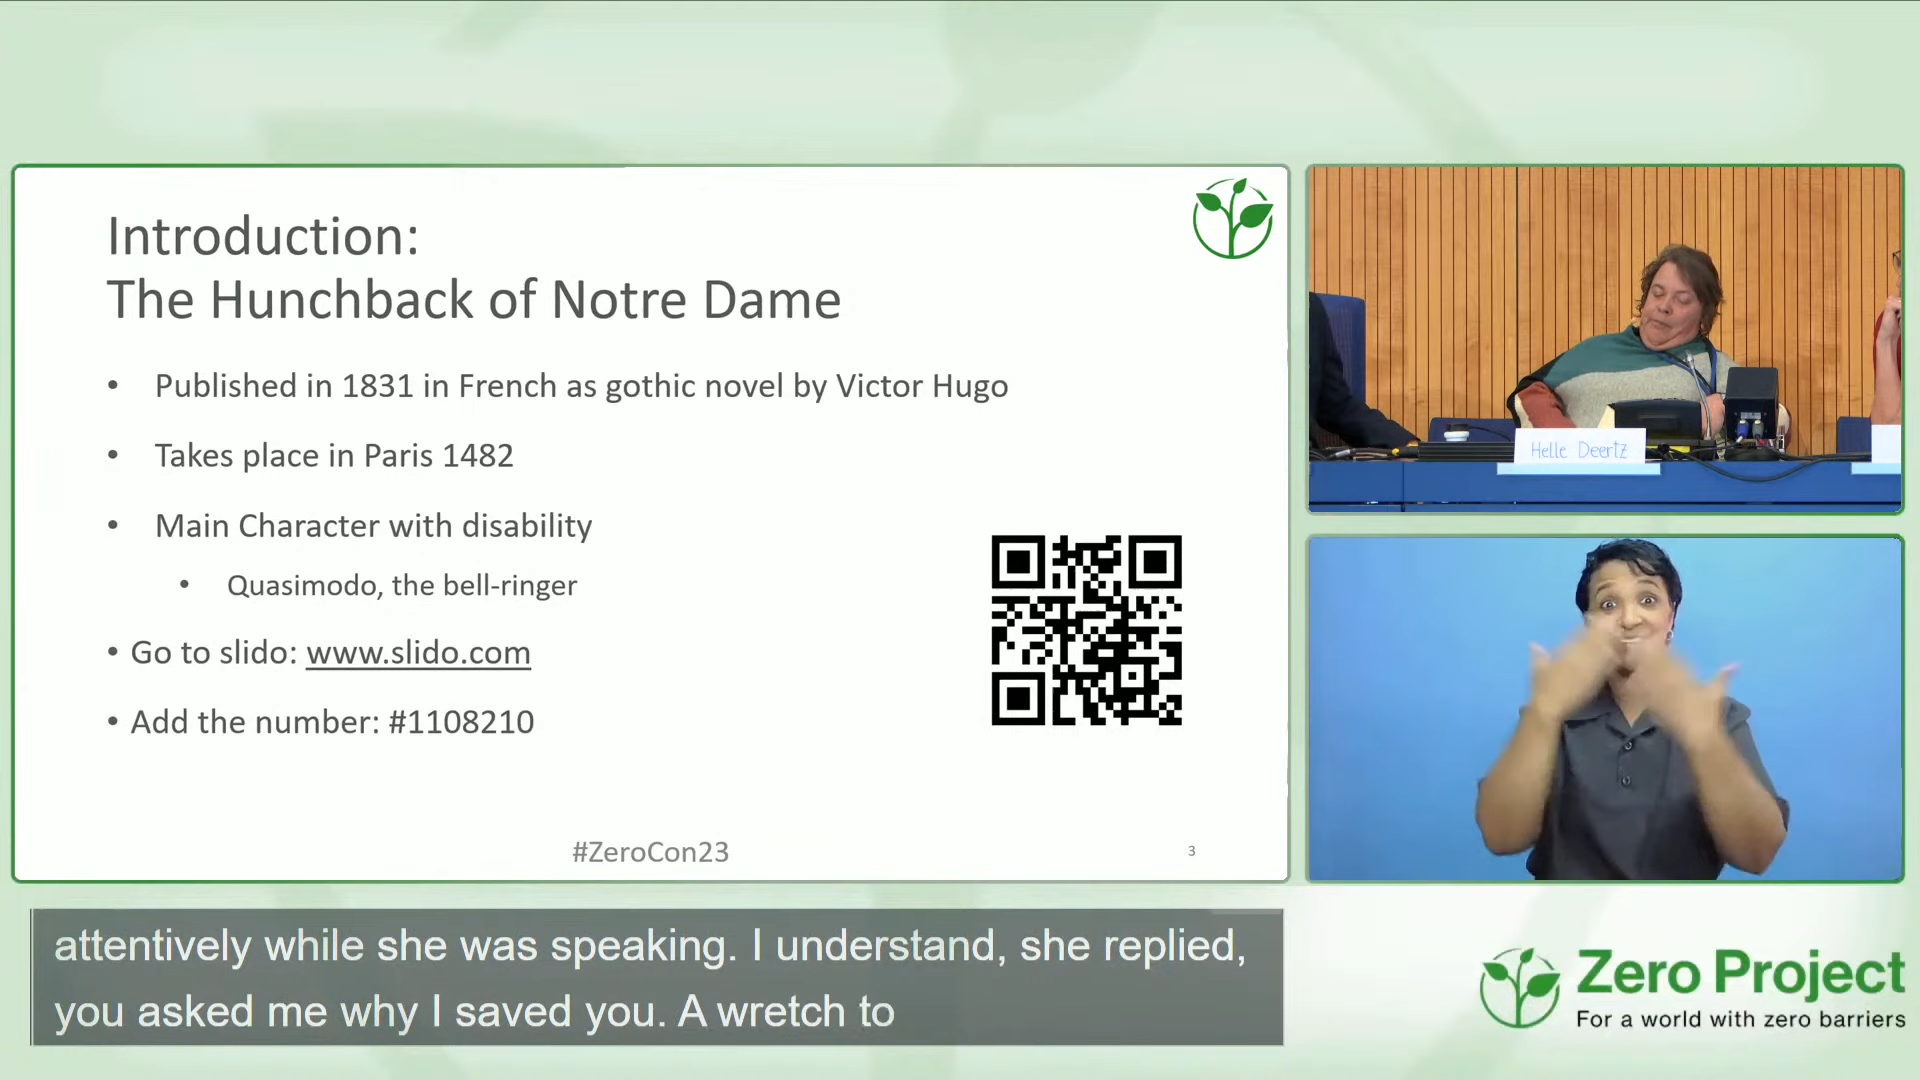 Introduction:
The Hunchback of Notre Dame
• Published in 1831 in French as gothic novel by Victor Hugo
• Takes place in Paris 1482
• Main Character with disability
• Quasimodo, the bell-ringer
• Go to slido: www.slido.com
• Add the number: #1108210
#ZeroCon23
3
Helle Deertz
attentively while she was speaking. I understand, she replied,
you asked me why I saved you. A wretch to
Zero Project
For a world with zero barriers